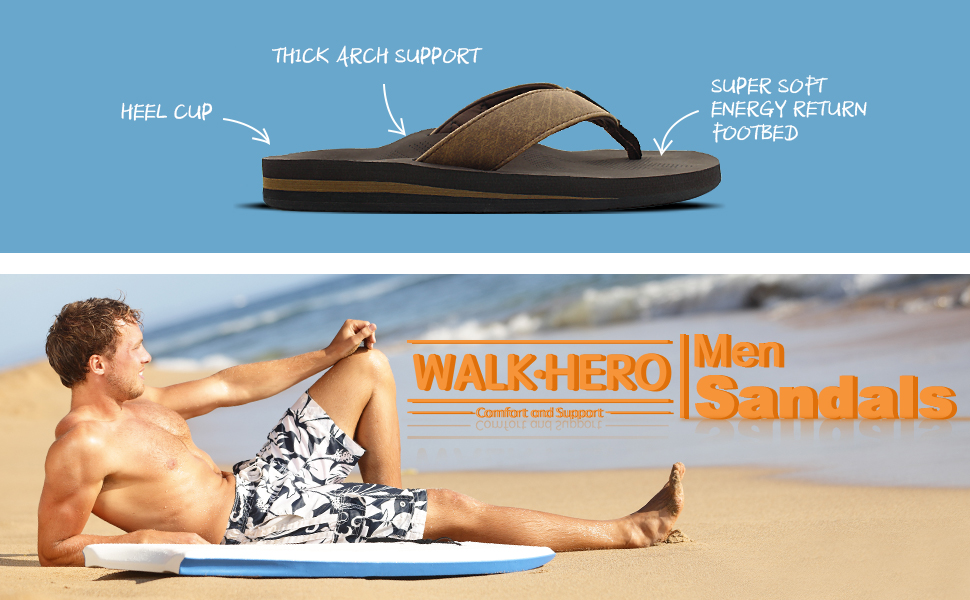 THICK ARCH SUPPORT
HEEL CUP
SUPER SOFT
ENERGY RETURN
FOOTBED
WALK·HERO
Comfort and Support
Men
Sandals